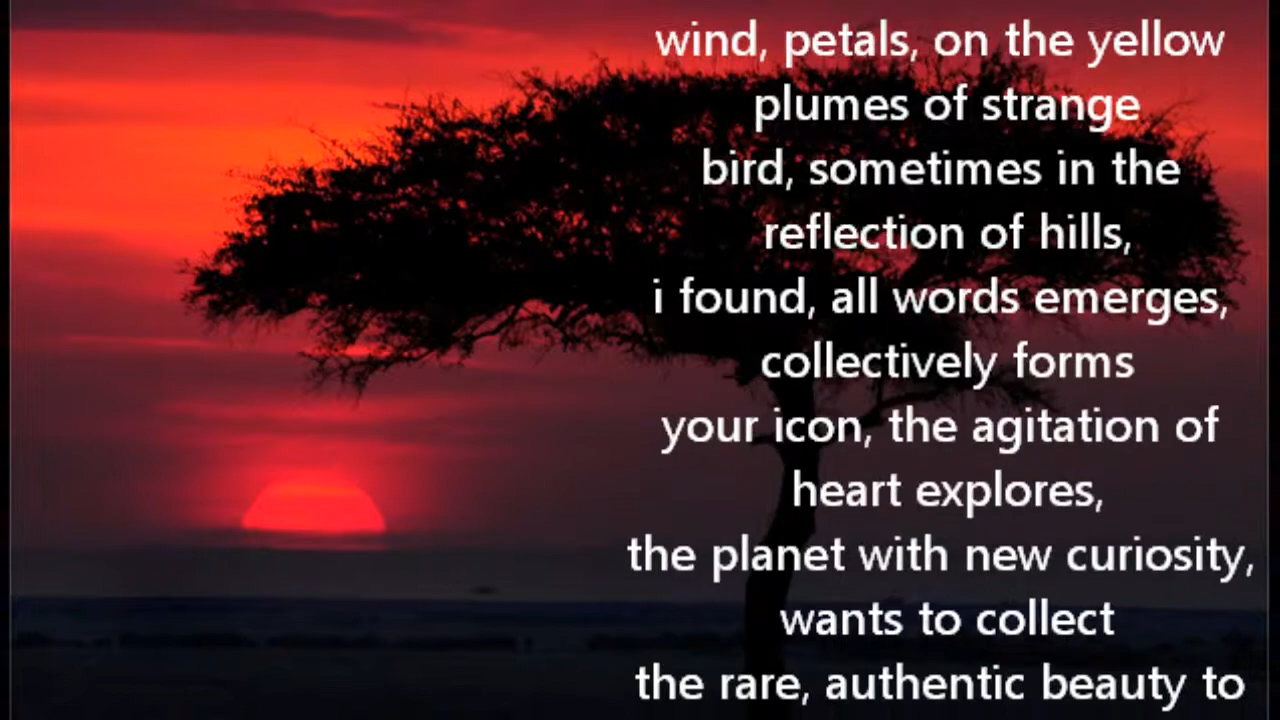 wind, petals, on the yellow
plumes of strange
bird, sometimes in the
reflection of hills,
i found, all words emerges,
collectively forms
your icon, the agitation of
heart explores,
the planet with new curiosity,
wants to collect
the rare, authentic beauty to